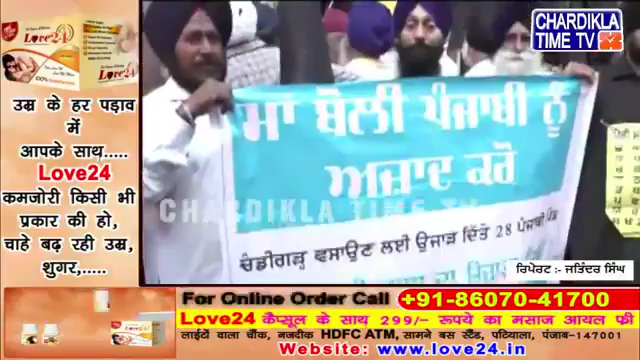 Love24
CHARDIKLA
TIME TV 24
उम्र के हर पड़ाव
में
आपके साथ.....
Love24
कमजोरी किसी भी
प्रकार की हो,
चाहे बढ़ रही उम्र,
शुगर,.....
ਮਾਂ ਬੋਲੀ ਪੰਜਾਬੀ ਨੂੰ
ਅਜ਼ਾਦ ਕਰੋ
CHARDIKLA TIME TV
ਚੰਡੀਗੜ੍ਹ ਵਸਾਉਣ ਲਈ ਉਜਾੜ ਦਿੱਤੇ 28 ਪੰਜਾਬੀ ਪਿੰਡ
ਰਿਪੋਰਟ :- ਜਤਿੰਦਰ ਸਿੰਘ
For Online Order Call +91-86070-41700
Love24 कैप्सूल के साथ 299/- रूपये का मसाज आयल फ्री
लाईटों वाला चौंक, नजदीक HDFC ATM, सामने बस स्टैंड, पटियाला, पंजाब-147001
Website: www.love24.in